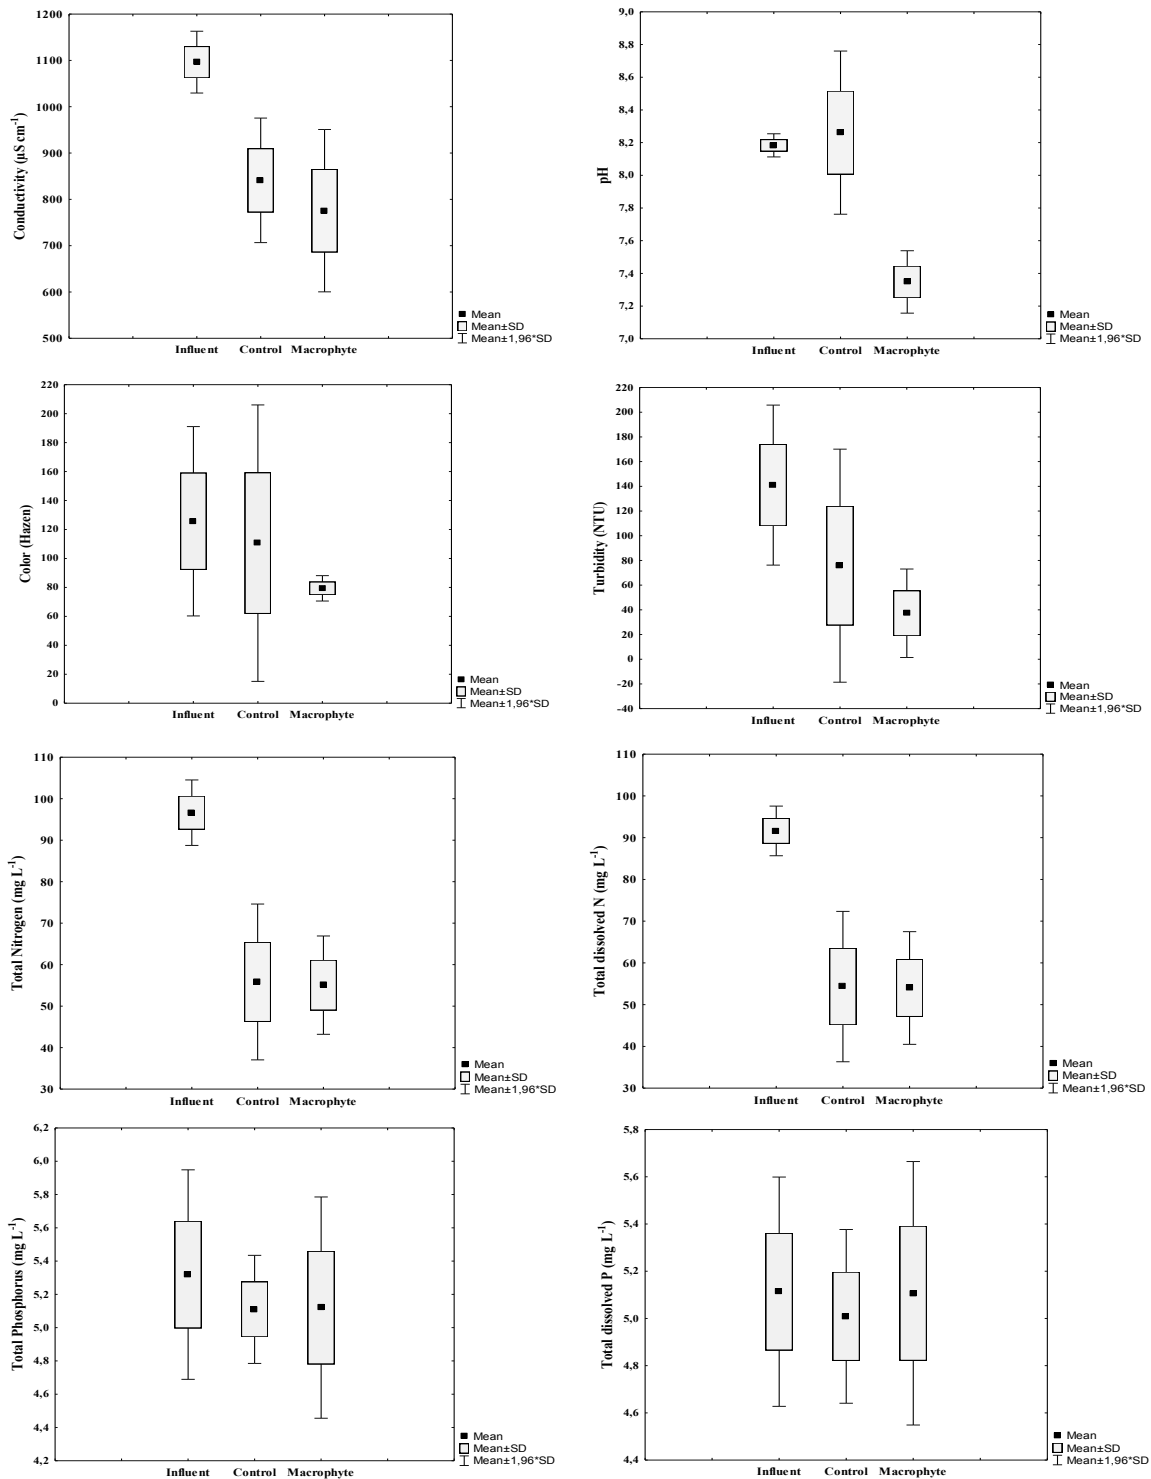 Conductivity (µS cm-1)
1200
1100
1000
900
800
700
600
500
Influent Control Macrophyte
Mean
Mean±SD
Mean±1,96*SD
pH
9,0
8,8
8,6
8,4
8,2
8,0
7,8
7,6
7,4
7,2
7,0
Influent Control Macrophyte
Mean
Mean±SD
Mean±1,96*SD
Color (Hazen)
220
200
180
160
140
120
100
80
60
40
20
0
Influent Control Macrophyte
Mean
Mean±SD
Mean±1,96*SD
Turbidity (NTU)
220
200
180
160
140
120
100
80
60
40
20
0
-20
-40
Influent Control Macrophyte
Mean
Mean±SD
Mean±1,96*SD
Total Nitrogen (mg L-1)
110
100
90
80
70
60
50
40
30
Influent Control Macrophyte
Mean
Mean±SD
Mean±1,96*SD
Total dissolved N (mg L-1)
110
100
90
80
70
60
50
40
30
Influent Control Macrophyte
Mean
Mean±SD
Mean±1,96*SD
Total Phosphorus (mg L-1)
6,2
6,0
5,8
5,6
5,4
5,2
5,0
4,8
4,6
4,4
4,2
Influent Control Macrophyte
Mean
Mean±SD
Mean±1,96*SD
Total dissolved P (mg L-1)
5,8
5,6
5,4
5,2
5,0
4,8
4,6
4,4
Influent Control Macrophyte
Mean
Mean±SD
Mean±1,96*SD